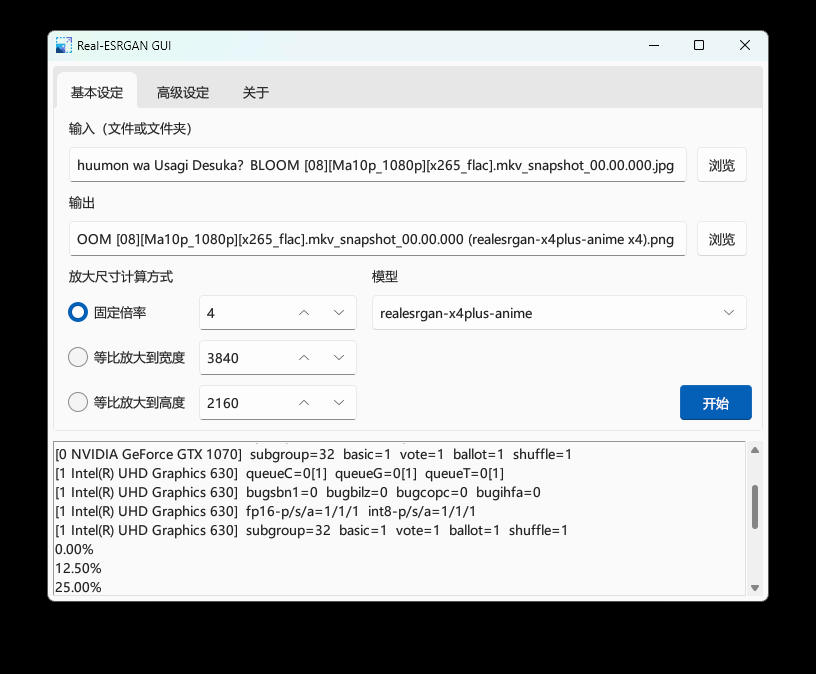 Real-ESRGAN GUI
基本设定 高级设定 关于
输入（文件或文件夹）
huumon wa Usagi Desuka？ BLOOM [08][Ma10p_1080p][x265_flac].mkv_snapshot_00.00.000.jpg 浏览
输出
OOM [08][Ma10p_1080p][x265_flac].mkv_snapshot_00.00.000 (realesrgan-x4plus-anime x4).png 浏览
放大尺寸计算方式 模型
固定倍率 4 realesrgan-x4plus-anime
等比放大到宽度 3840
等比放大到高度 2160 开始
[0 NVIDIA GeForce GTX 1070] subgroup=32 basic=1 vote=1 ballot=1 shuffle=1
[1 Intel(R) UHD Graphics 630] queueC=0[1] queueG=0[1] queueT=0[1]
[1 Intel(R) UHD Graphics 630] bugsbn1=0 bugbilz=0 bugcopc=0 bugihfa=0
[1 Intel(R) UHD Graphics 630] fp16-p/s/a=1/1/1 int8-p/s/a=1/1/1
[1 Intel(R) UHD Graphics 630] subgroup=32 basic=1 vote=1 ballot=1 shuffle=1
0.00%
12.50%
25.00%